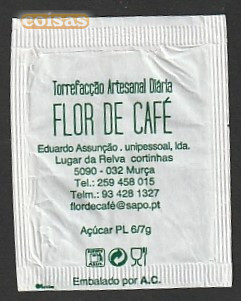 coisas
Torrefacção Artesanal Diária
FLOR DE CAFÉ
Eduardo Assunção . unipessoal, lda.
Lugar da Relva cortinhas
5090 - 032 Murça
Tel.: 259 458 015
Telm.: 93 428 1327
flordecafé@sapo.pt
Açúcar PL 6/7g
Embalado por A.C.